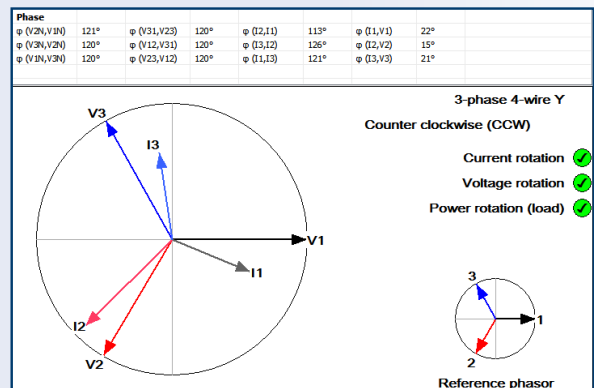 Phase
φ (V2N,V1N) 121° φ (V31,V23) 120° φ (I2,I1) 113° φ (I1,V1) 22°
φ (V3N,V2N) 120° φ (V12,V31) 120° φ (I3,I2) 126° φ (I2,V2) 15°
φ (V1N,V3N) 120° φ (V23,V12) 120° φ (I1,I3) 121° φ (I3,V3) 21°
3-phase 4-wire Y
Counter clockwise (CCW)
Current rotation
Voltage rotation
Power rotation (load)
V3
I3
V1
I1
I2
V2
3
1
2
Reference phasor